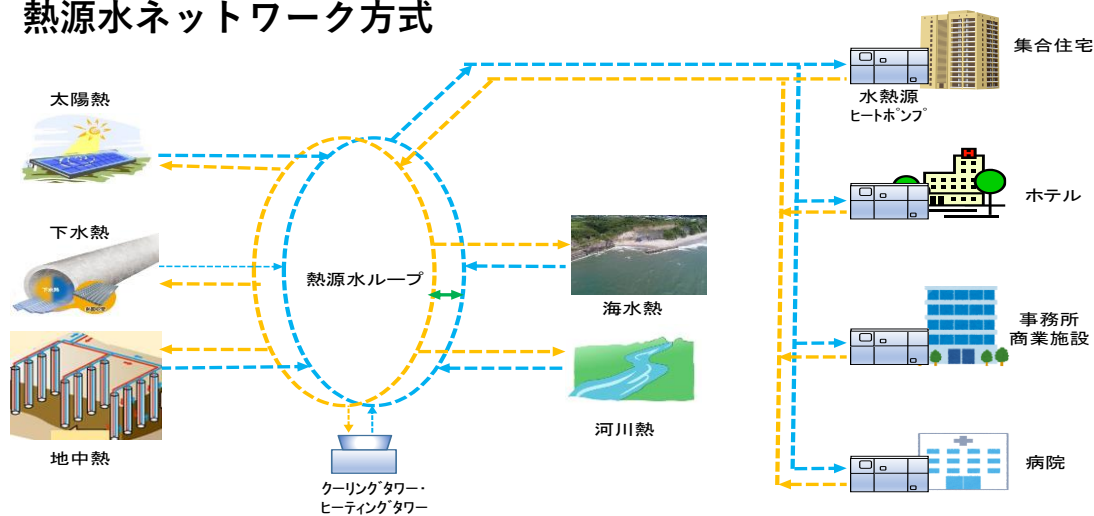 熱源水ネットワーク方式
集合住宅
水熱源
ヒートポンプ
太陽熱
ホテル
下水熱
熱源水ループ
海水熱
事務所
商業施設
地中熱
河川熱
病院
クーリングタワー・
ヒーティングタワー